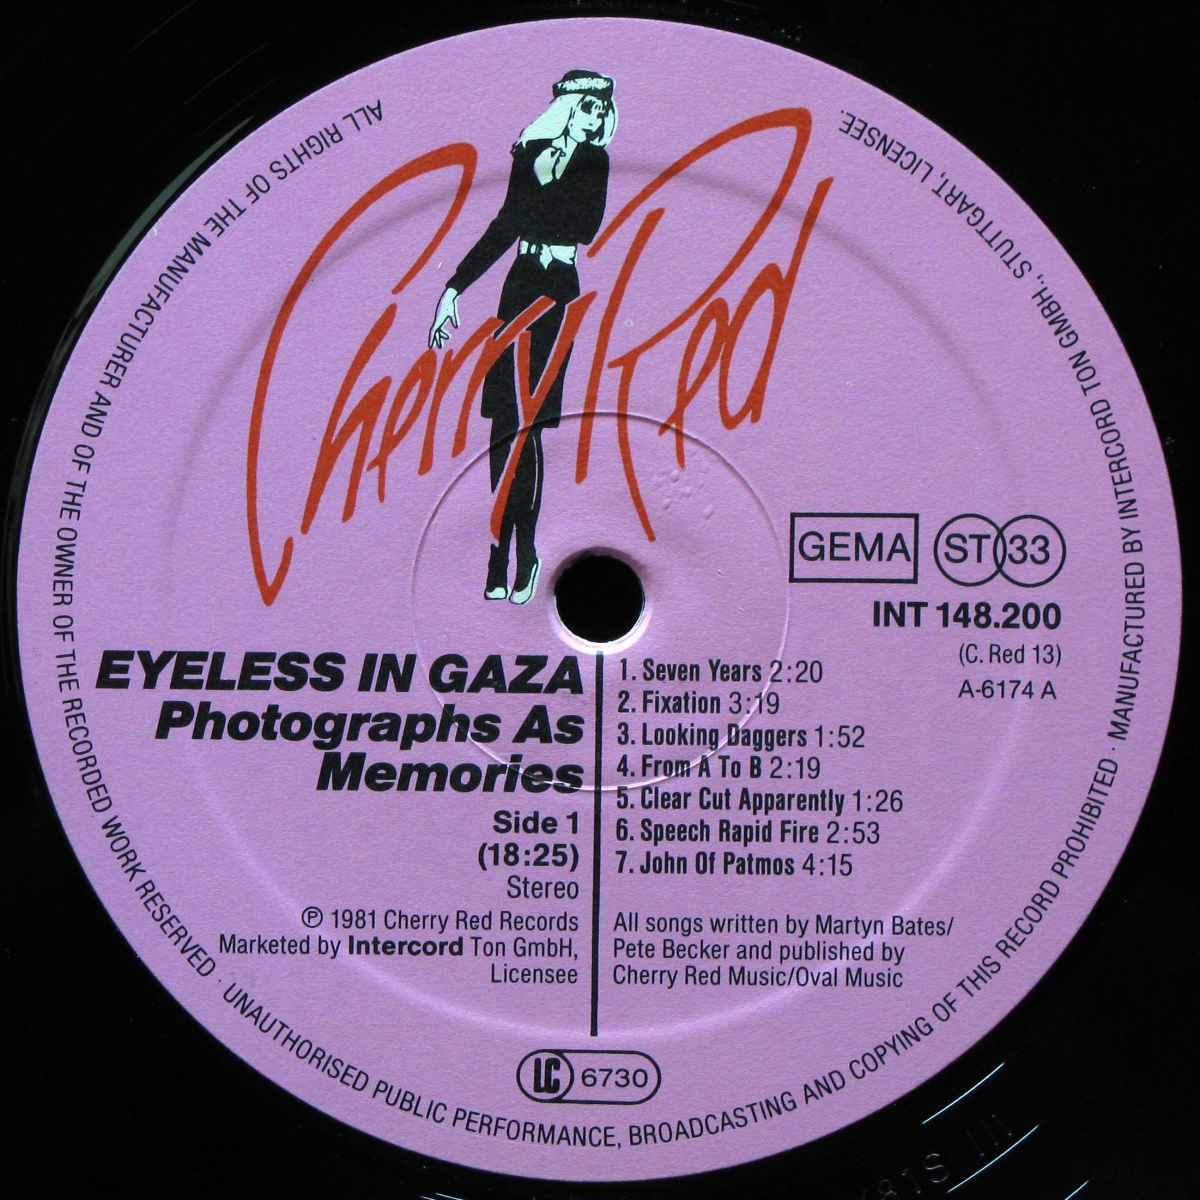 Cherry Red
GEMA ST 33
INT 148.200
(C. Red 13)
A-6174 A
EYELESS IN GAZA
Photographs As
Memories
Side 1
(18:25)
Stereo
℗ 1981 Cherry Red Records
Marketed by Intercord Ton GmbH,
Licensee
1. Seven Years 2:20
2. Fixation 3:19
3. Looking Daggers 1:52
4. From A To B 2:19
5. Clear Cut Apparently 1:26
6. Speech Rapid Fire 2:53
7. John Of Patmos 4:15
All songs written by Martyn Bates/
Pete Becker and published by
Cherry Red Music/Oval Music
LC 6730
ALL RIGHTS OF THE MANUFACTURER AND OF THE OWNER OF THE RECORDED WORK RESERVED · UNAUTHORISED PUBLIC PERFORMANCE, BROADCASTING AND COPYING OF THIS RECORD PROHIBITED · MANUFACTURED BY INTERCORD TON GMBH., STUTTGART, LICENSEE.